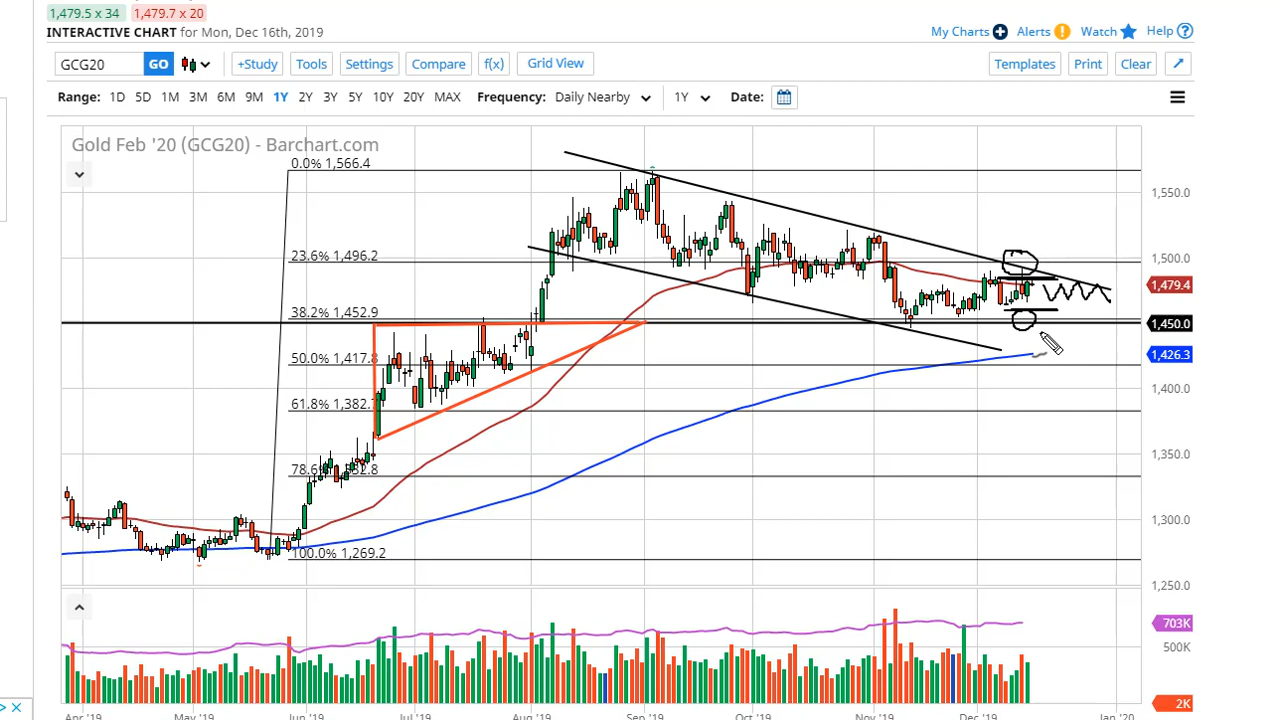 1,479.5 x 34 1,479.7 x 20
INTERACTIVE CHART for Mon, Dec 16th, 2019
My Charts Alerts Watch Help
GCG20 GO +Study Tools Settings Compare f(x) Grid View Templates Print Clear
Range: 1D 5D 1M 3M 6M 9M 1Y 2Y 3Y 5Y 10Y 20Y MAX Frequency: Daily Nearby 1Y Date:
Gold Feb '20 (GCG20) - Barchart.com
0.0% 1,566.4
1,550.0
23.6% 1,496.2
1,500.0
1,479.4
38.2% 1,452.9
1,450.0
50.0% 1,417.8
1,426.3
1,400.0
61.8% 1,382.7
1,350.0
78.6% 1,352.8
1,300.0
100.0% 1,269.2
1,250.0
703K
500K
2K
Apr '19 May '19 Jun '19 Jul '19 Aug '19 Sep '19 Oct '19 Nov '19 Dec '19 Jan '20